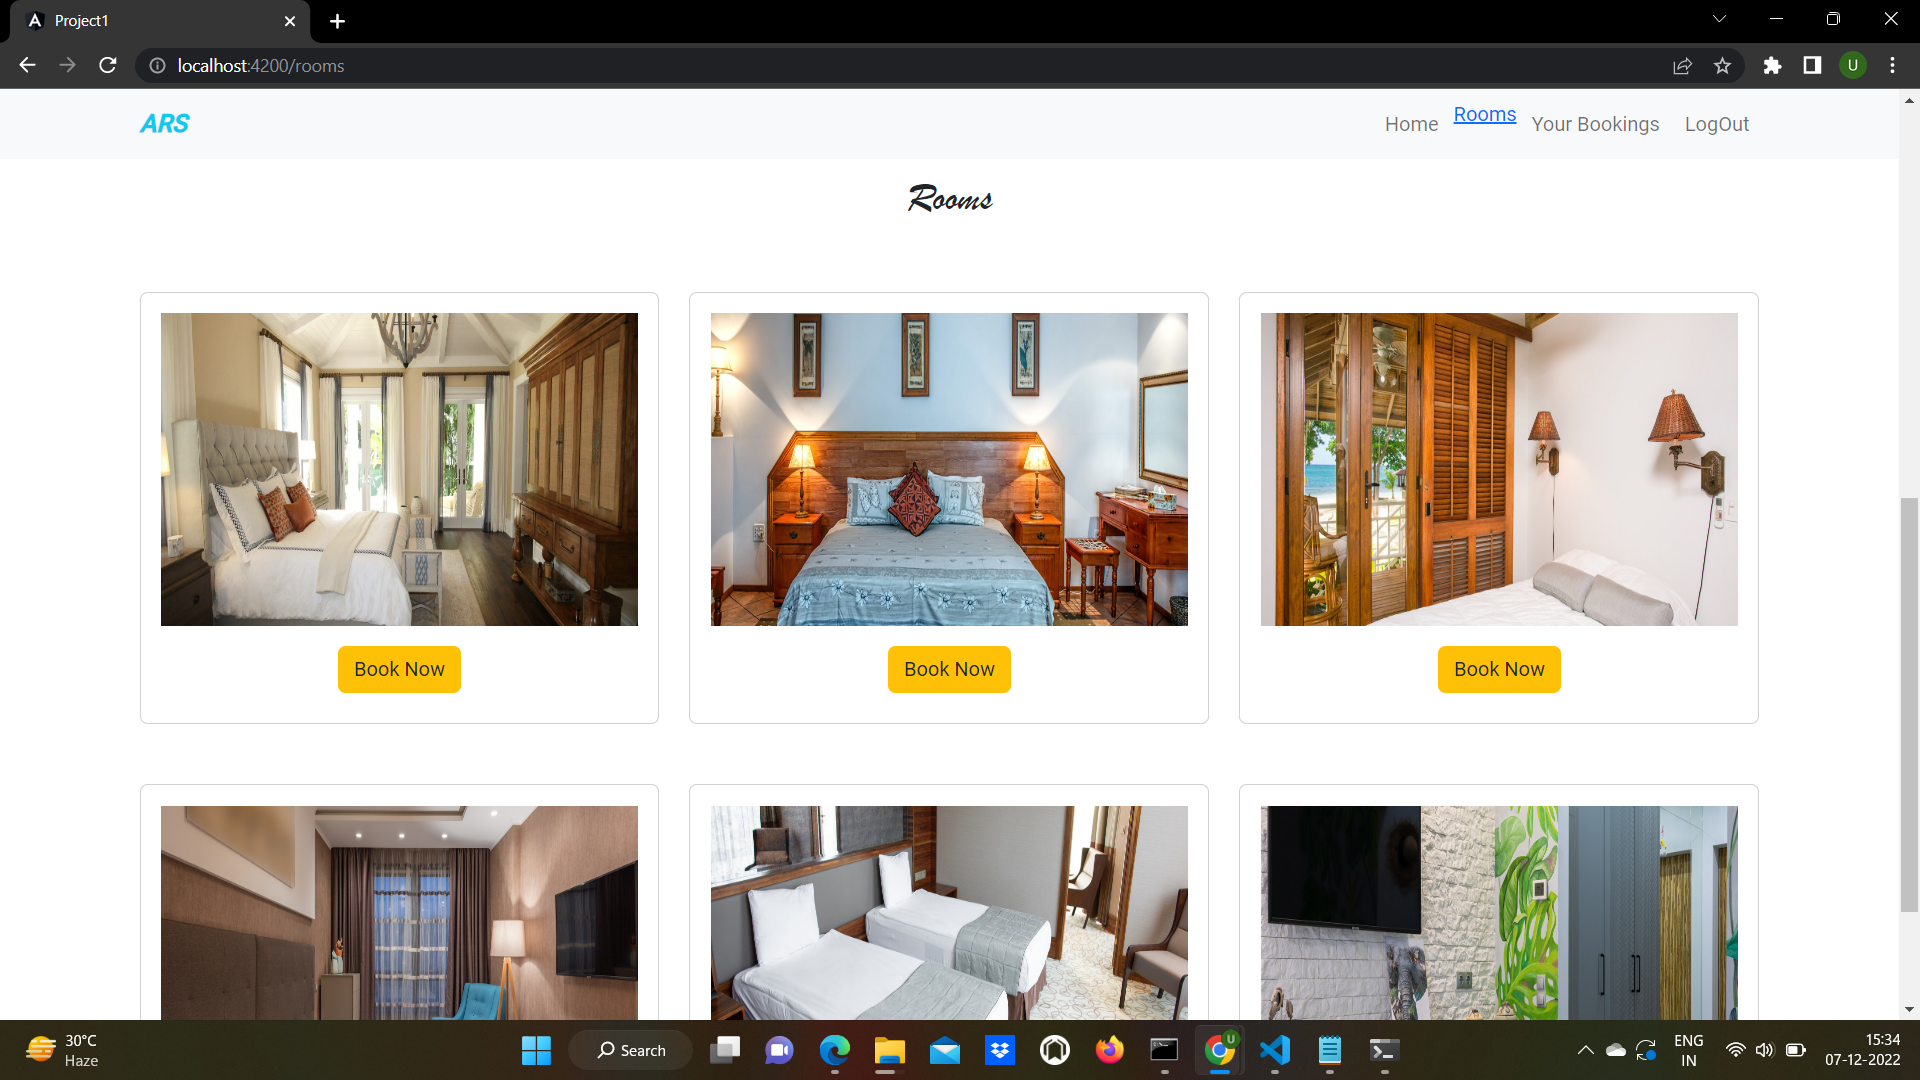 Project1
localhost:4200/rooms
U
ARS
Home
Rooms
Your Bookings
LogOut
Rooms
Book Now
Book Now
Book Now
30°C
Haze
Search
U
ENG
IN
15:34
07-12-2022